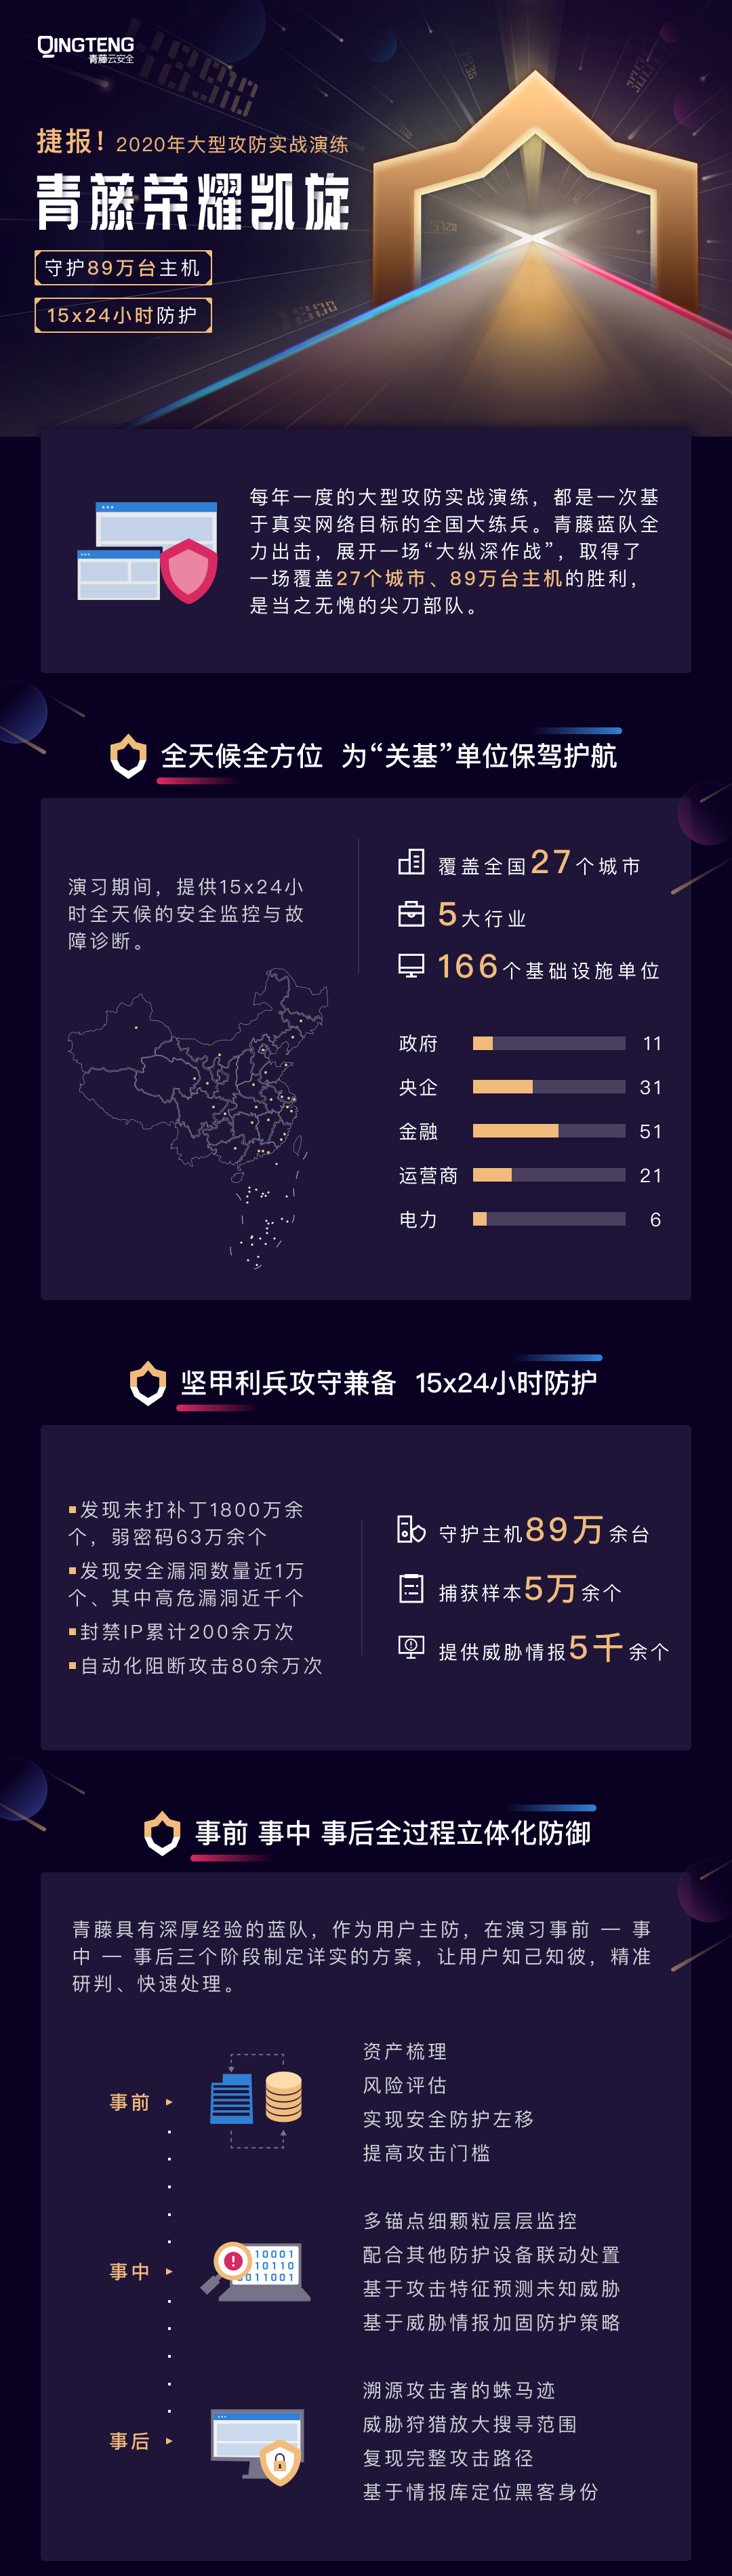 QINGTENG
青藤云安全
捷报！2020年大型攻防实战演练
青藤荣耀凯旋
守护89万台主机
15x24小时防护
每年一度的大型攻防实战演练，都是一次基
于真实网络目标的全国大练兵。青藤蓝队全
力出击，展开一场“大纵深作战”，取得了
一场覆盖27个城市、89万台主机的胜利，
是当之无愧的尖刀部队。
全天候全方位 为“关基”单位保驾护航
演习期间，提供15x24小
时全天候的安全监控与故
障诊断。
覆盖全国27个城市
5大行业
166个基础设施单位
政府 11
央企 31
金融 51
运营商 21
电力 6
坚甲利兵攻守兼备 15x24小时防护
发现未打补丁1800万余
个，弱密码63万余个
发现安全漏洞数量近1万
个、其中高危漏洞近千个
封禁IP累计200余万次
自动化阻断攻击80余万次
守护主机89万余台
捕获样本5万余个
提供威胁情报5千余个
事前 事中 事后全过程立体化防御
青藤具有深厚经验的蓝队，作为用户主防，在演习事前 — 事
中 — 事后三个阶段制定详实的方案，让用户知己知彼，精准
研判、快速处理。
事前
资产梳理
风险评估
实现安全防护左移
提高攻击门槛
事中
10001
10110
011001
多锚点细颗粒层层监控
配合其他防护设备联动处置
基于攻击特征预测未知威胁
基于威胁情报加固防护策略
事后
溯源攻击者的蛛马迹
威胁狩猎放大搜寻范围
复现完整攻击路径
基于情报库定位黑客身份